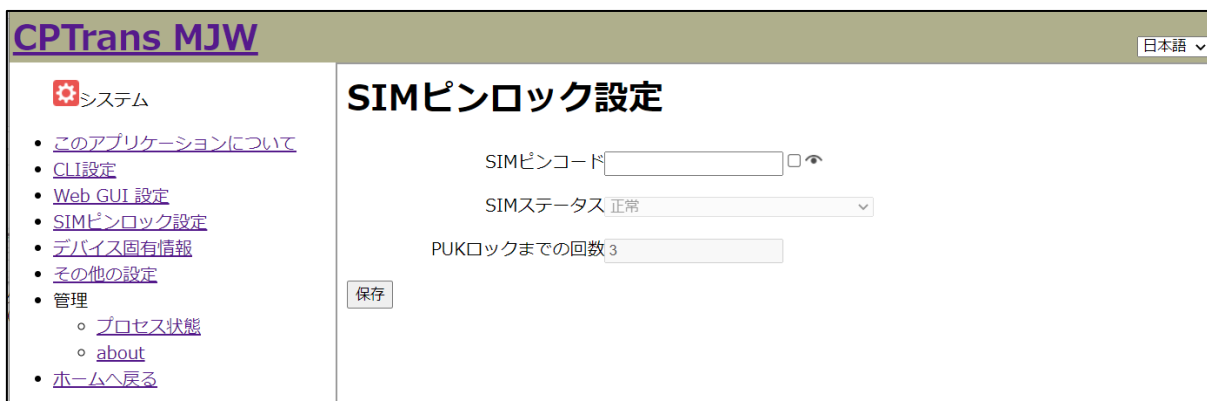 CPTrans MJW
日本語
システム
このアプリケーションについて
CLI設定
Web GUI 設定
SIMピンロック設定
デバイス固有情報
その他の設定
管理
プロセス状態
about
ホームへ戻る
SIMピンロック設定
SIMピンコード
SIMステータス 正常
PUKロックまでの回数 3
保存